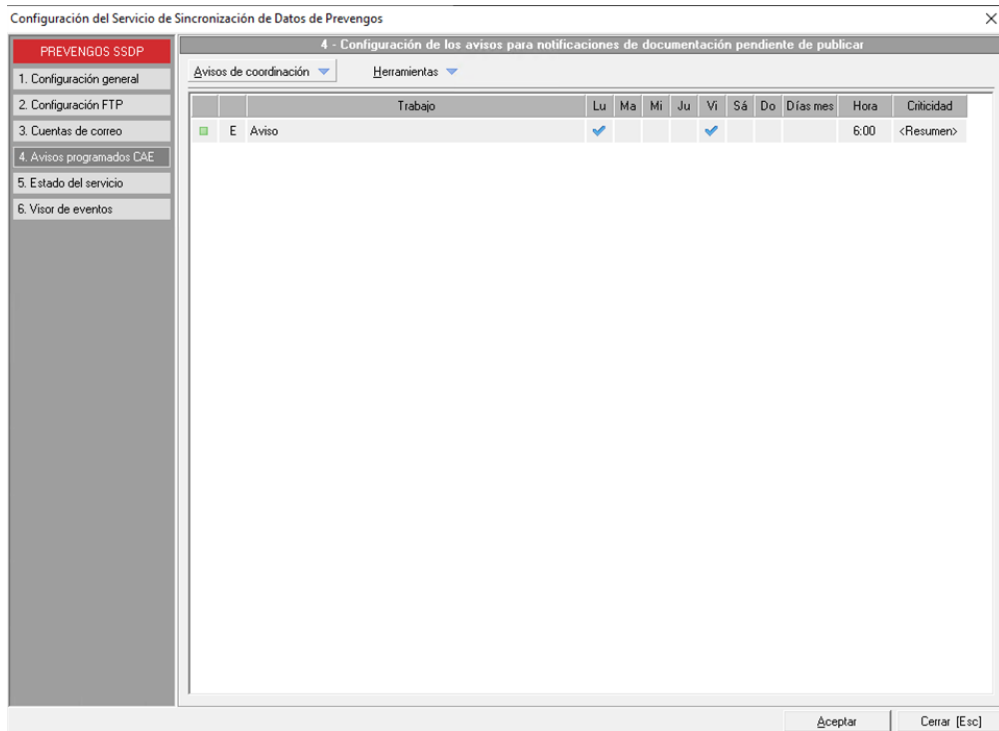 Configuración del Servicio de Sincronización de Datos de Prevengos
PREVENGOS SSDP
1. Configuración general
2. Configuración FTP
3. Cuentas de correo
4. Avisos programados CAE
5. Estado del servicio
6. Visor de eventos
4 - Configuración de los avisos para notificaciones de documentación pendiente de publicar
Avisos de coordinación Herramientas
Trabajo Lu Ma Mi Ju Vi Sá Do Días mes Hora Criticidad
E Aviso 6:00 <Resumen>
Aceptar Cerrar [Esc]